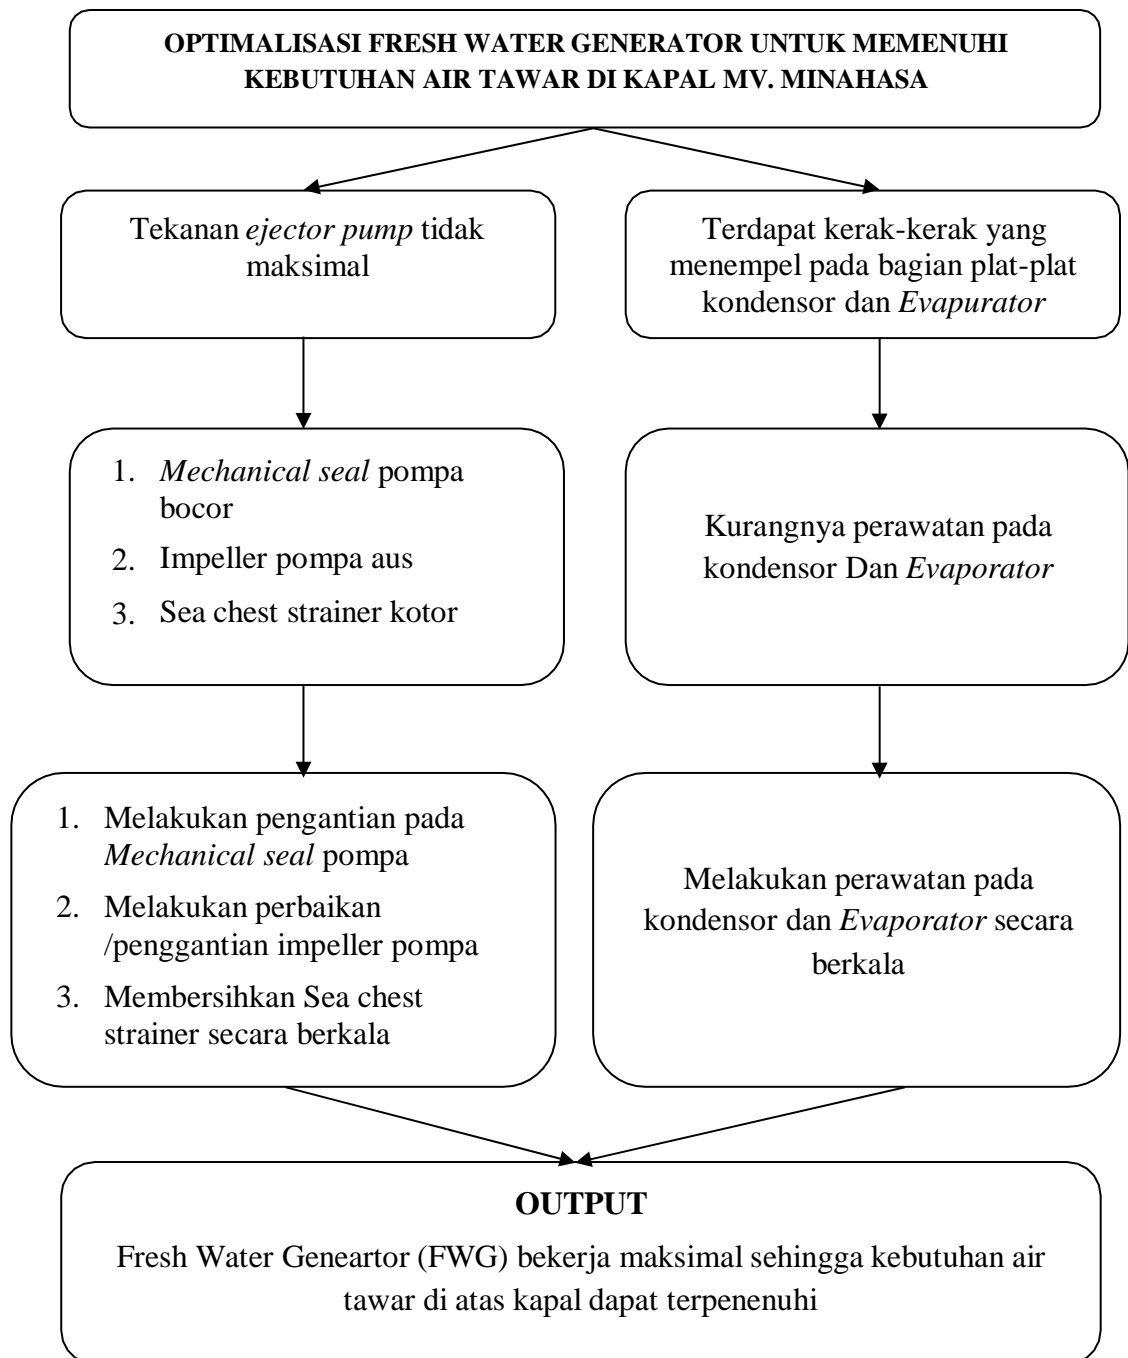 OPTIMALISASI FRESH WATER GENERATOR UNTUK MEMENUHI
KEBUTUHAN AIR TAWAR DI KAPAL MV. MINAHASA
Tekanan ejector pump tidak
maksimal
Terdapat kerak-kerak yang
menempel pada bagian plat-plat
kondensor dan Evapurator
1. Mechanical seal pompa
bocor
2. Impeller pompa aus
3. Sea chest strainer kotor
Kurangnya perawatan pada
kondensor Dan Evaporator
1. Melakukan pengantian pada
Mechanical seal pompa
2. Melakukan perbaikan
/penggantian impeller pompa
3. Membersihkan Sea chest
strainer secara berkala
Melakukan perawatan pada
kondensor dan Evaporator secara
berkala
OUTPUT
Fresh Water Geneartor (FWG) bekerja maksimal sehingga kebutuhan air
tawar di atas kapal dapat terpenenuhi